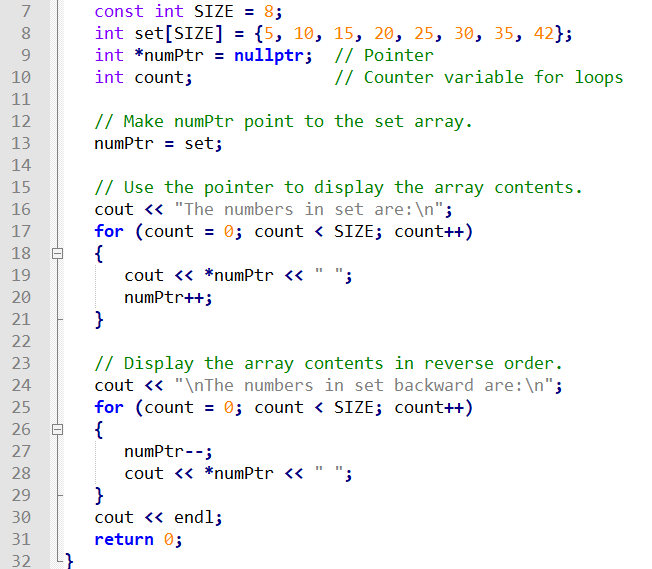 7 const int SIZE = 8;
8 int set[SIZE] = {5, 10, 15, 20, 25, 30, 35, 42};
9 int *numPtr = nullptr;  // Pointer
10 int count;              // Counter variable for loops
11
12 // Make numPtr point to the set array.
13 numPtr = set;
14
15 // Use the pointer to display the array contents.
16 cout << "The numbers in set are:\n";
17 for (count = 0; count < SIZE; count++)
18 {
19    cout << *numPtr << " ";
20    numPtr++;
21 }
22
23 // Display the array contents in reverse order.
24 cout << "\nThe numbers in set backward are:\n";
25 for (count = 0; count < SIZE; count++)
26 {
27    numPtr--;
28    cout << *numPtr << " ";
29 }
30 cout << endl;
31 return 0;
32 }